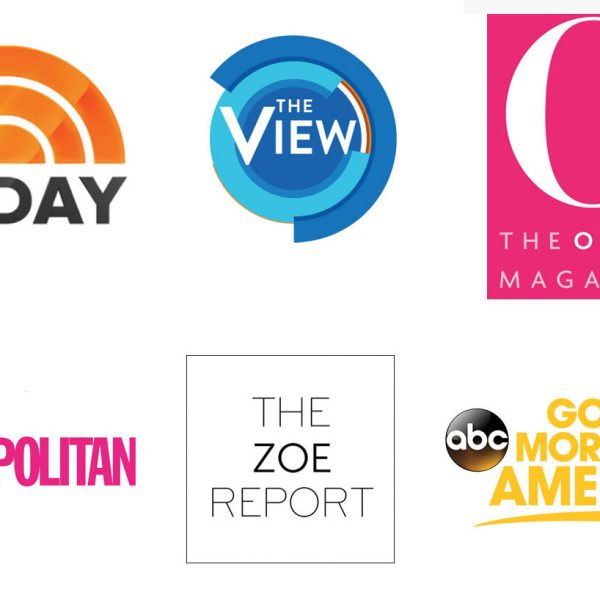 DAY
THE
VIEW
O
THE O
MAGA
POLITAN
THE
ZOE
REPORT
abc
GO
MOR
AME